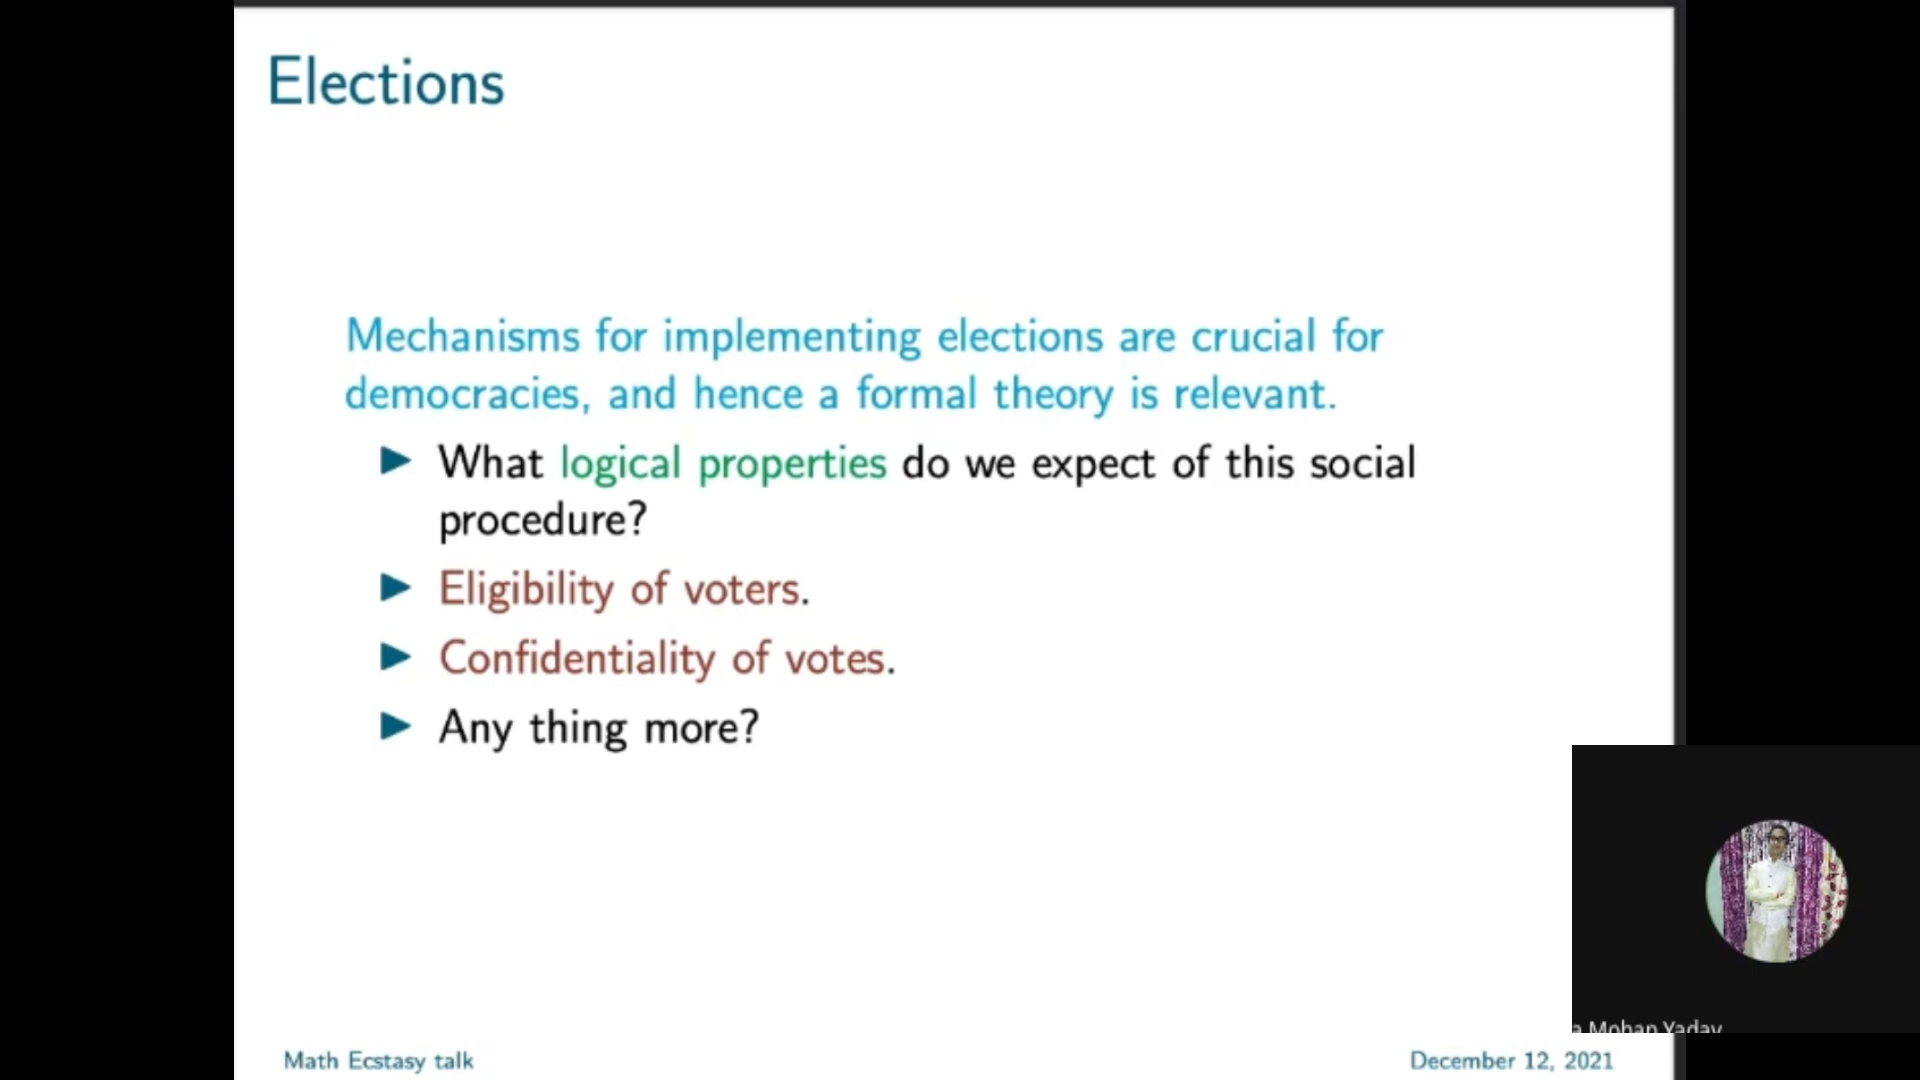 Elections
Mechanisms for implementing elections are crucial for
democracies, and hence a formal theory is relevant.
What logical properties do we expect of this social
procedure?
Eligibility of voters.
Confidentiality of votes.
Any thing more?
Mohan Yadav
Math Ecstasy talk
December 12, 2021